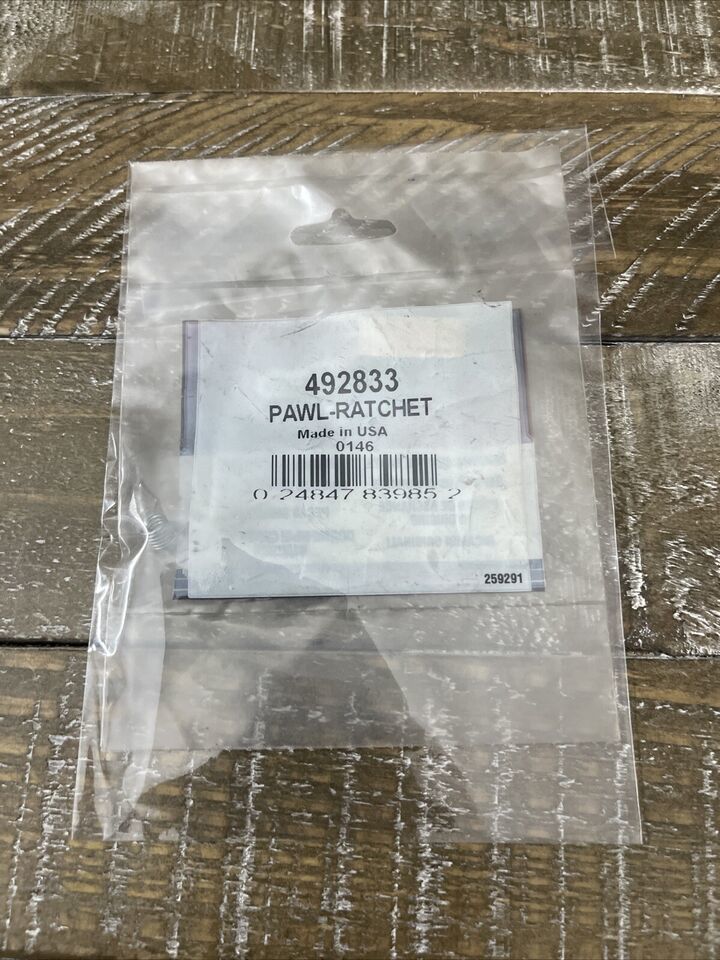 492833
PAWL-RATCHET
Made in USA
0146
0 24847 83985 2
259291